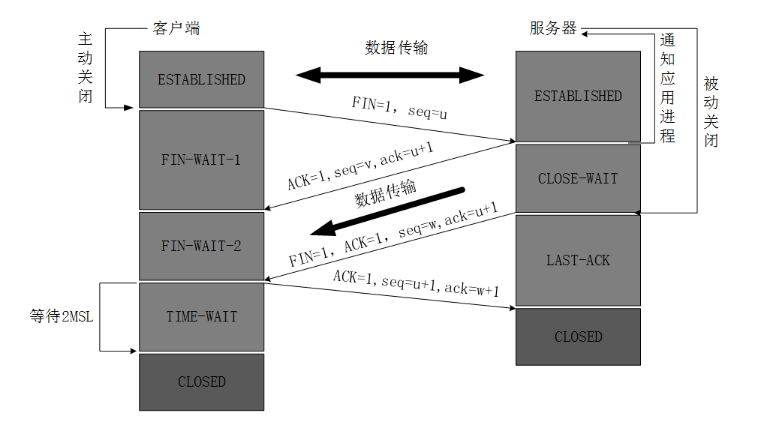 客户端
服务器
主动关闭
数据传输
通知应用进程
被动关闭
ESTABLISHED
ESTABLISHED
FIN=1, seq=u
FIN-WAIT-1
ACK=1,seq=v,ack=u+1
CLOSE-WAIT
数据传输
FIN-WAIT-2
FIN=1, ACK=1, seq=w,ack=u+1
LAST-ACK
ACK=1,seq=u+1,ack=w+1
等待2MSL
TIME-WAIT
CLOSED
CLOSED